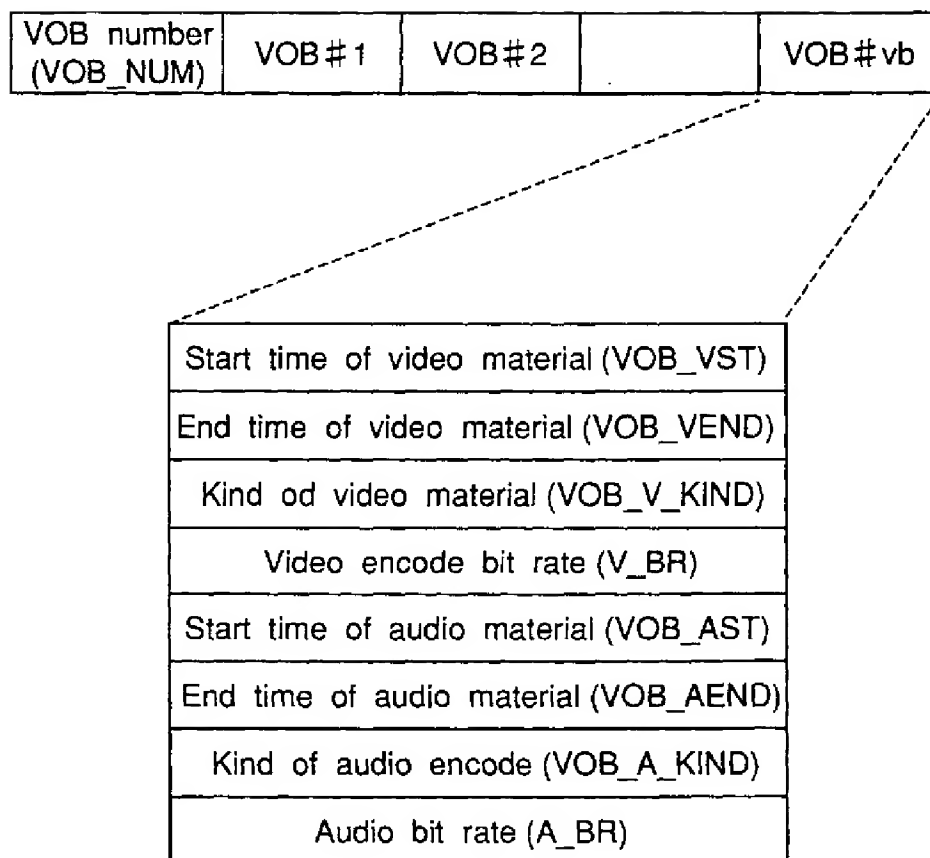 VOB number
(VOB_NUM)
VOB#1
VOB#2
VOB#vb
Start time of video material (VOB_VST)
End time of video material (VOB_VEND)
Kind od video material (VOB_V_KIND)
Video encode bit rate (V_BR)
Start time of audio material (VOB_AST)
End time of audio material (VOB_AEND)
Kind of audio encode (VOB_A_KIND)
Audio bit rate (A_BR)